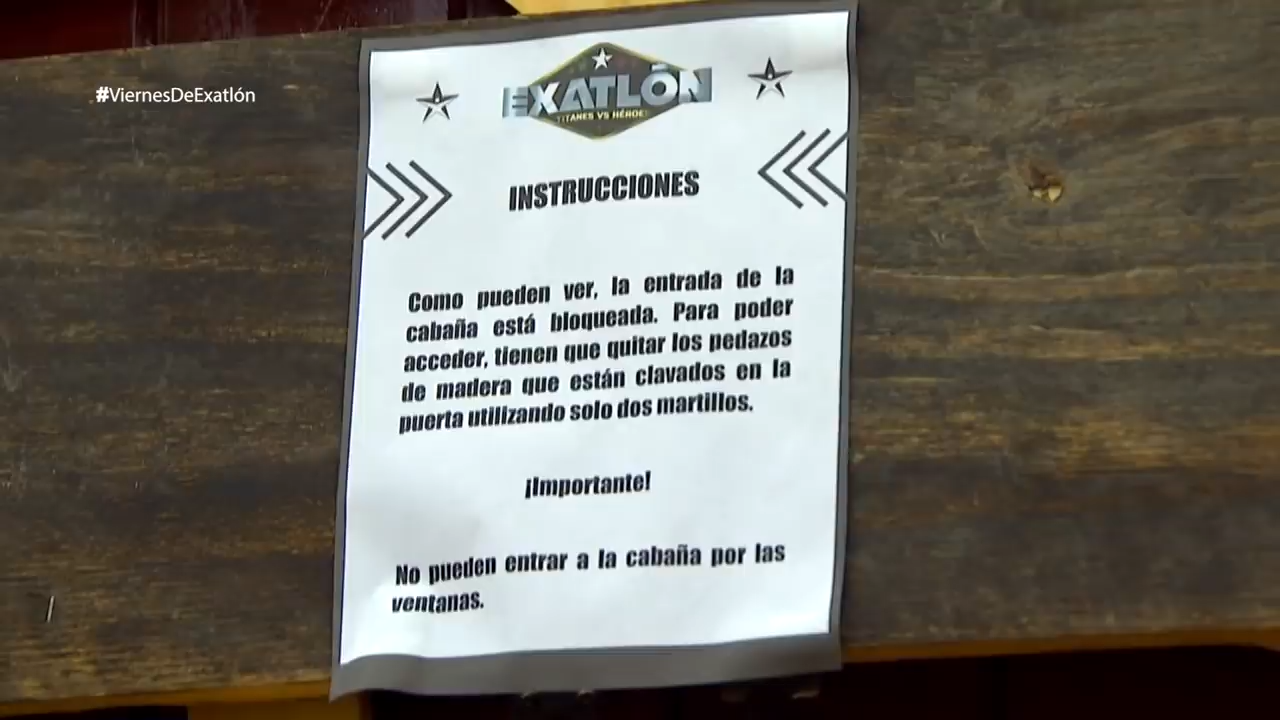 #ViernesDeExatlón
EXATLÓN
TITANES VS HÉROES
INSTRUCCIONES
Como pueden ver, la entrada de la
cabaña está bloqueada. Para poder
acceder, tienen que quitar los pedazos
de madera que están clavados en la
puerta utilizando solo dos martillos.
¡Importante!
No pueden entrar a la cabaña por las
ventanas.